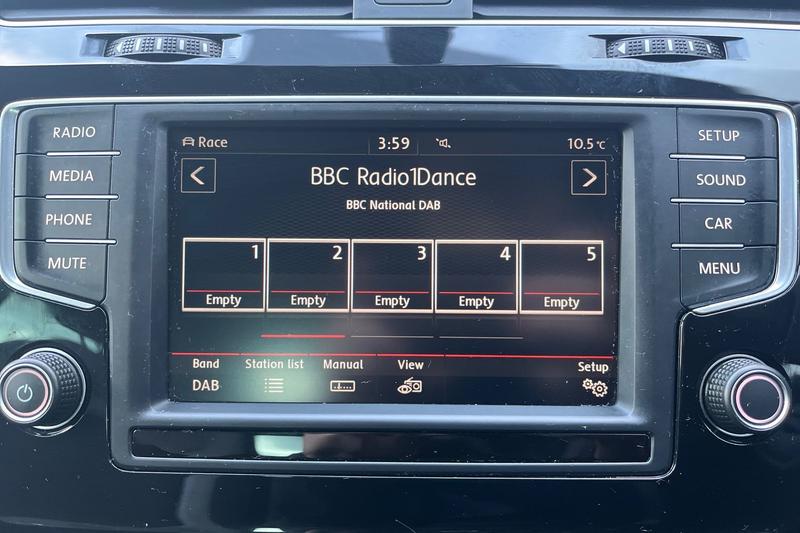 RADIO
MEDIA
PHONE
MUTE
Race 3:59 10.5°C
BBC Radio1Dance
BBC National DAB
1 2 3 4 5
Empty Empty Empty Empty Empty
Band Station list Manual View Setup
DAB
SETUP
SOUND
CAR
MENU